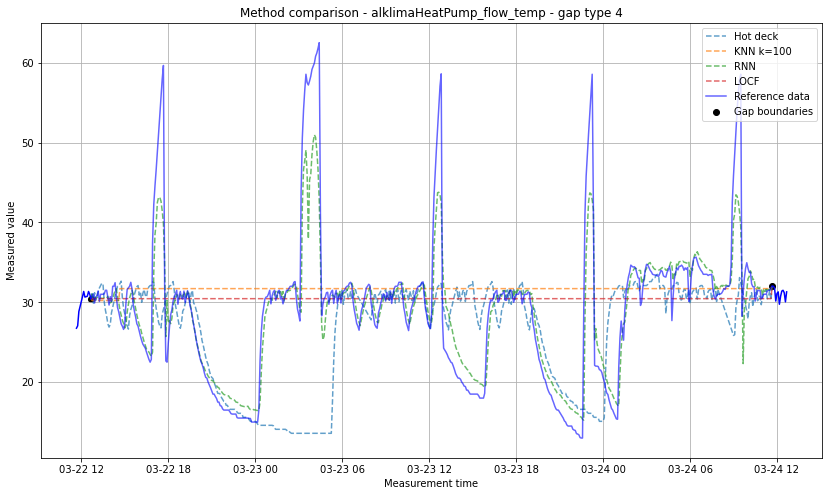 Method comparison - alklimaHeatPump_flow_temp - gap type 4
Hot deck
KNN k=100
RNN
LOCF
Reference data
Gap boundaries
Measured value
60
50
40
30
20
03-22 12
03-22 18
03-23 00
03-23 06
03-23 12
03-23 18
03-24 00
03-24 06
03-24 12
Measurement time